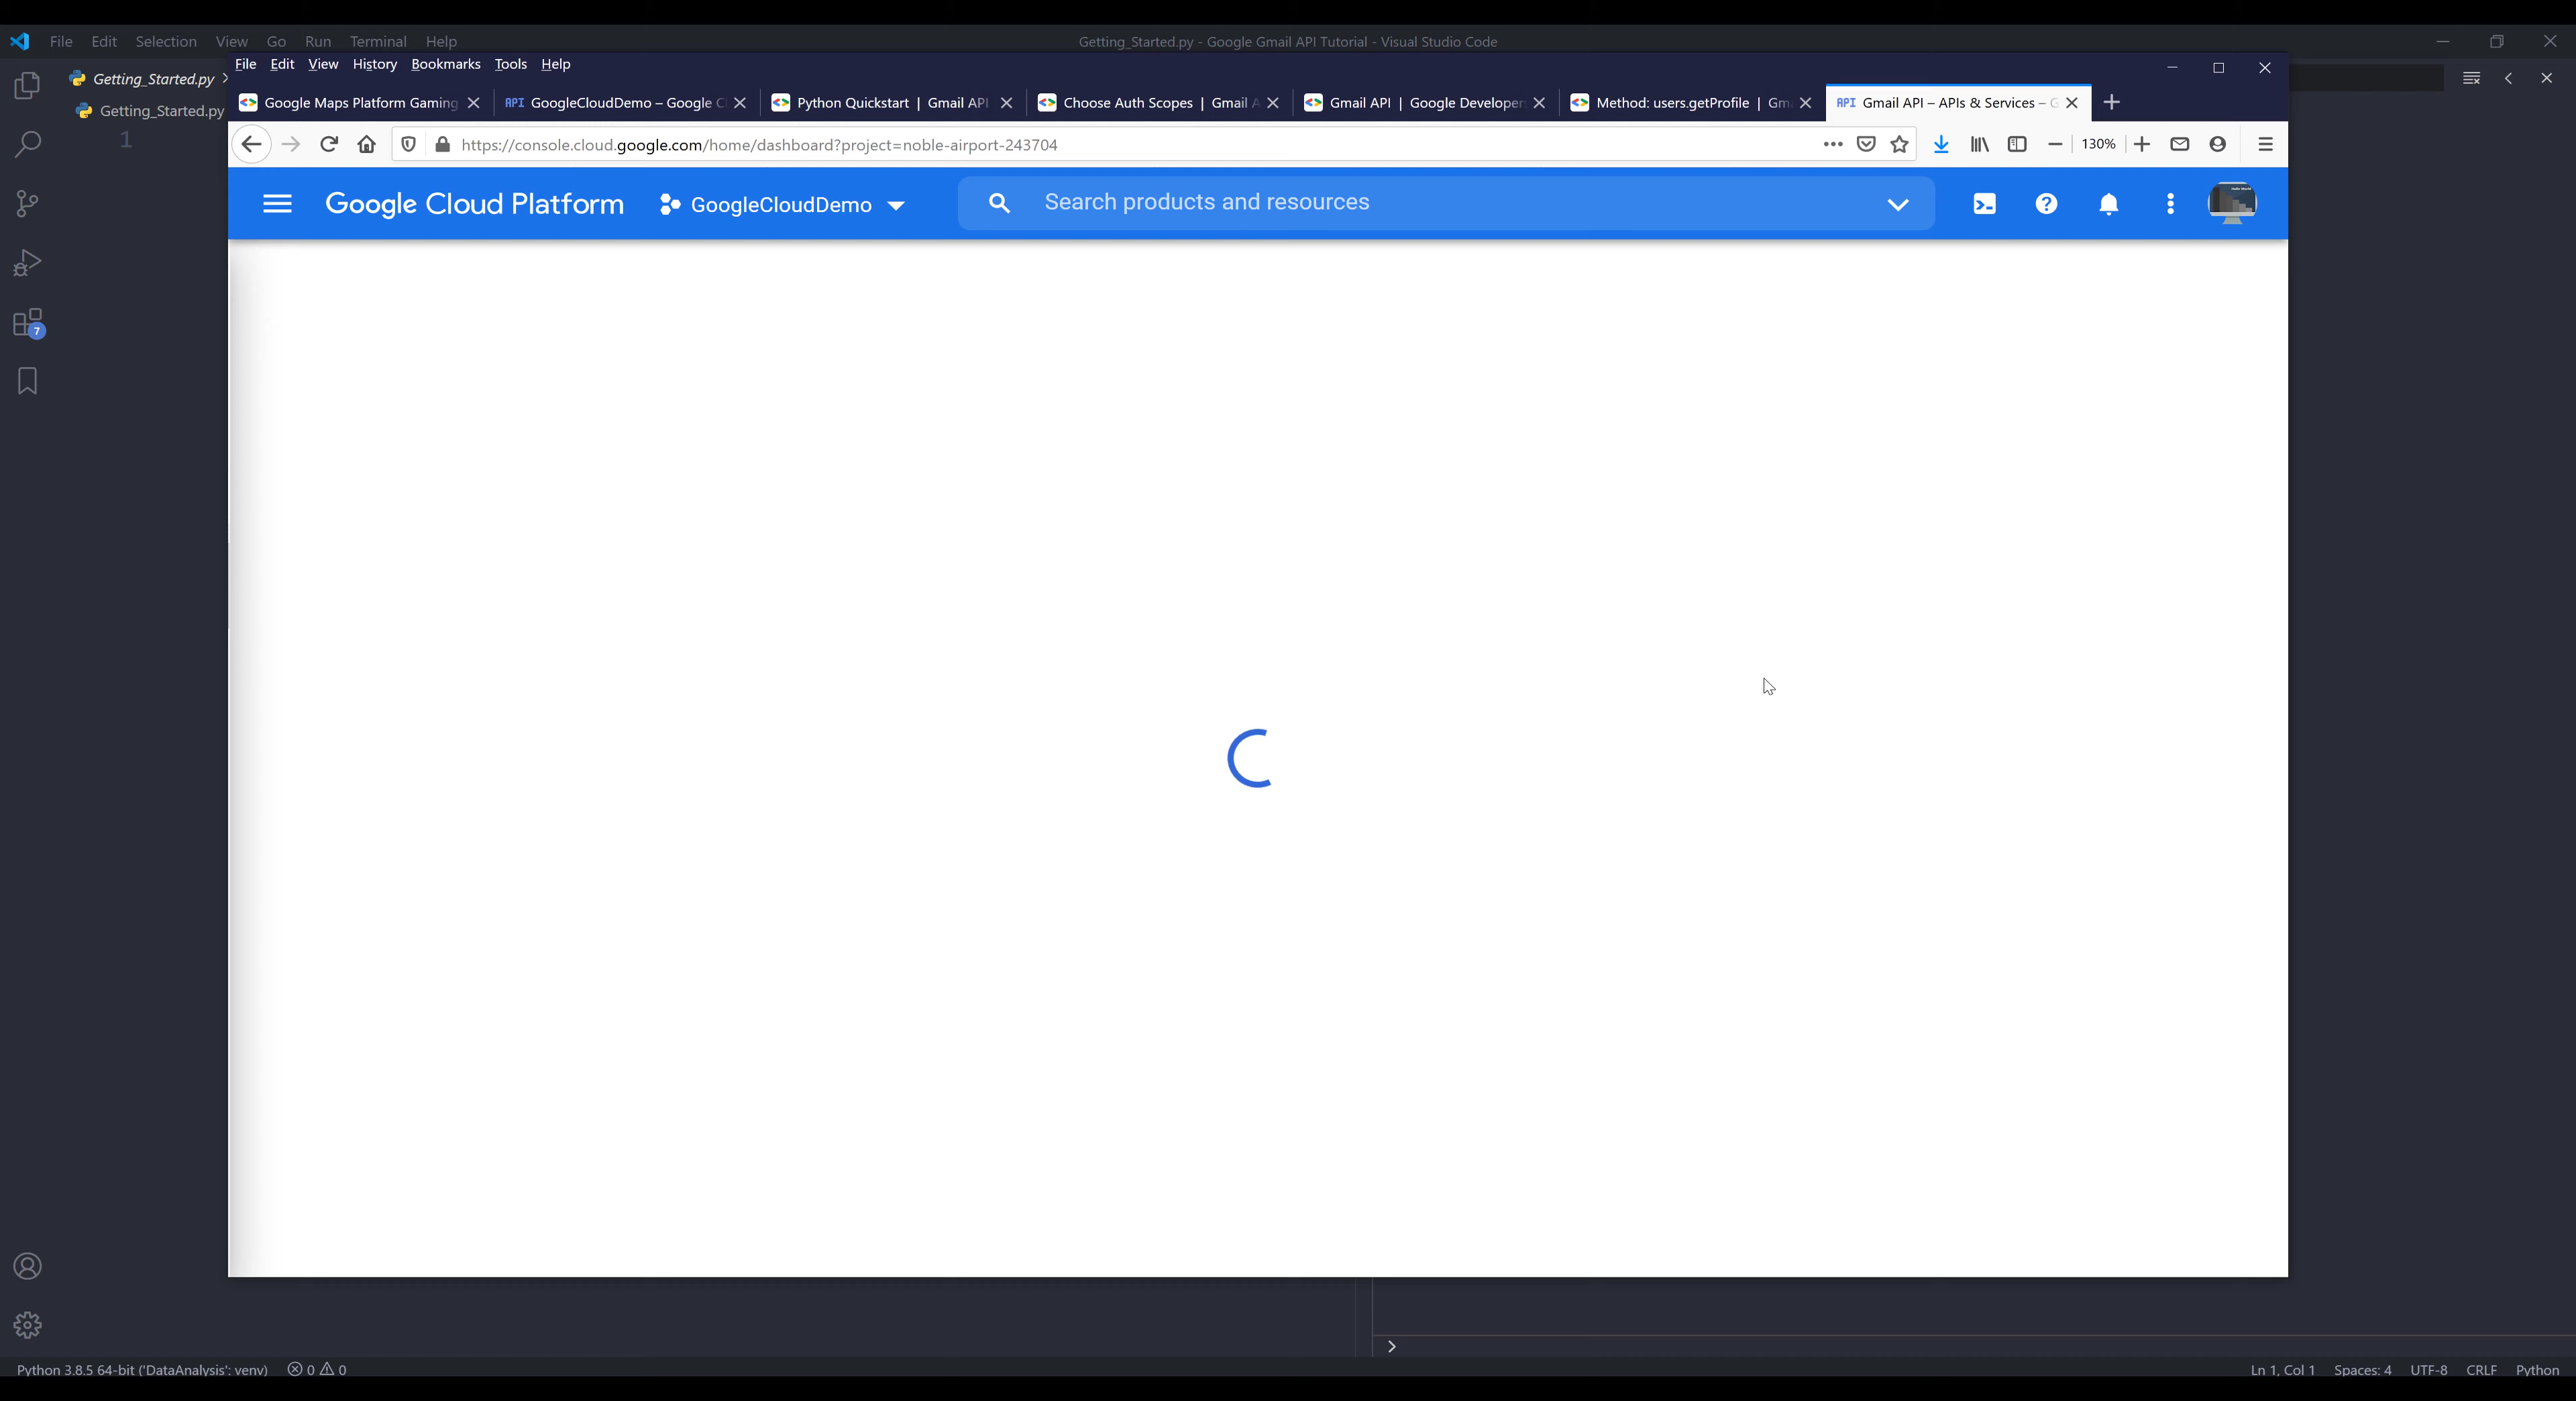 File Edit Selection View Go Run Terminal Help
Getting_Started.py - Google Gmail API Tutorial - Visual Studio Code
Getting_Started.py
Getting_Started.py
1
7
File Edit View History Bookmarks Tools Help
Google Maps Platform Gaming
API GoogleCloudDemo – Google Cl
Python Quickstart | Gmail API
Choose Auth Scopes | Gmail A
Gmail API | Google Developer
Method: users.getProfile | Gm
API Gmail API – APIs & Services – G
https://console.cloud.google.com/home/dashboard?project=noble-airport-243704
130%
Google Cloud Platform
GoogleCloudDemo
Search products and resources
Python 3.8.5 64-bit ('DataAnalysis': venv) 0 0
Ln 1, Col 1 Spaces: 4 UTF-8 CRLF Python